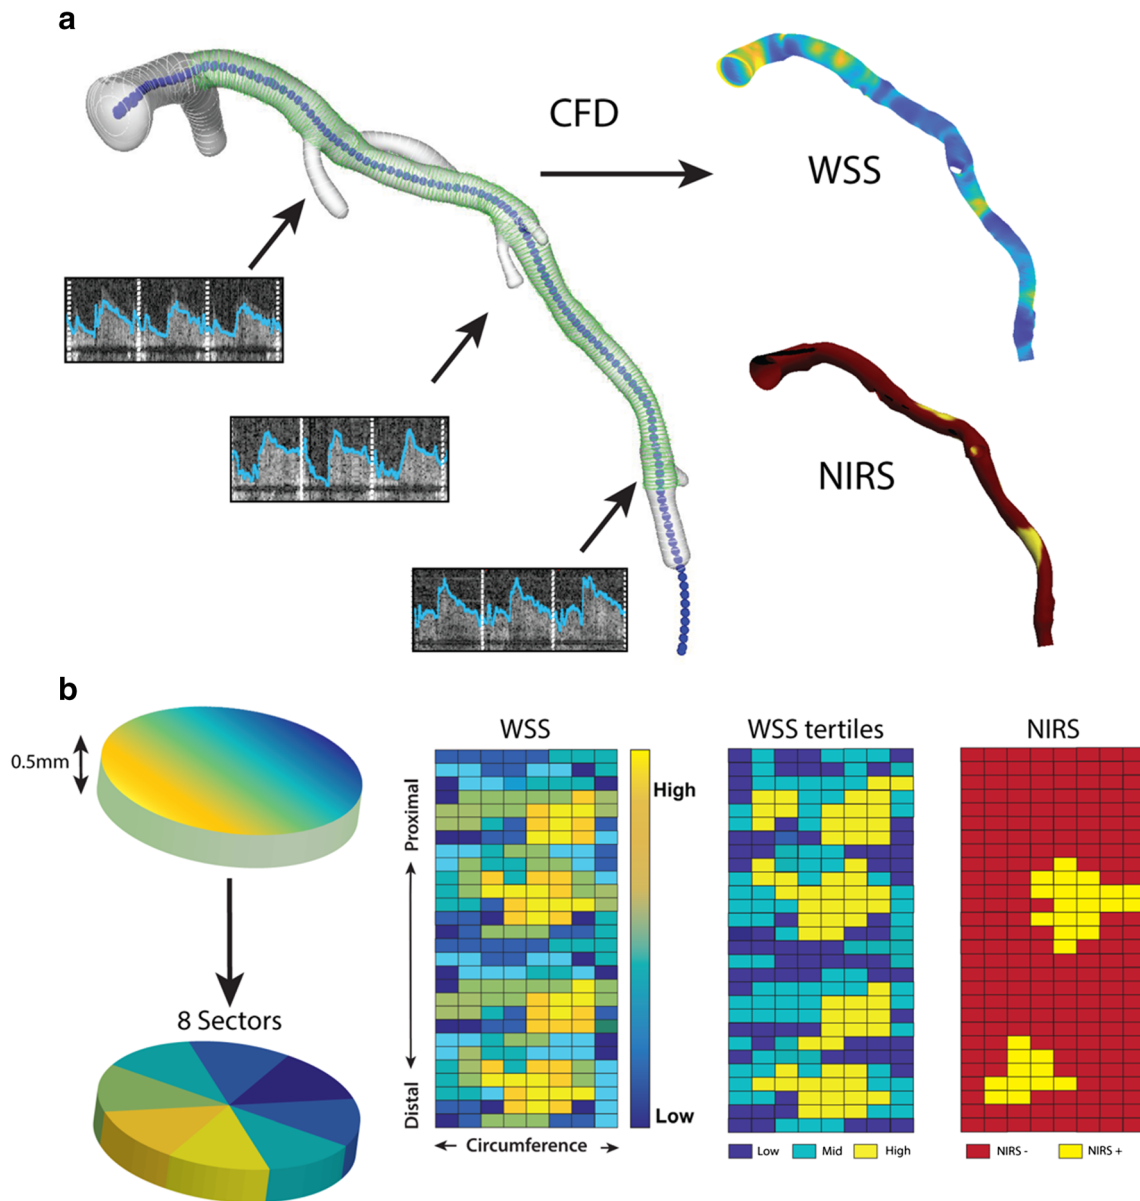 a
CFD
WSS
NIRS
b
0.5mm
8 Sectors
WSS
High
Low
Proximal
Distal
Circumference
WSS tertiles
Low Mid High
NIRS
NIRS - NIRS +